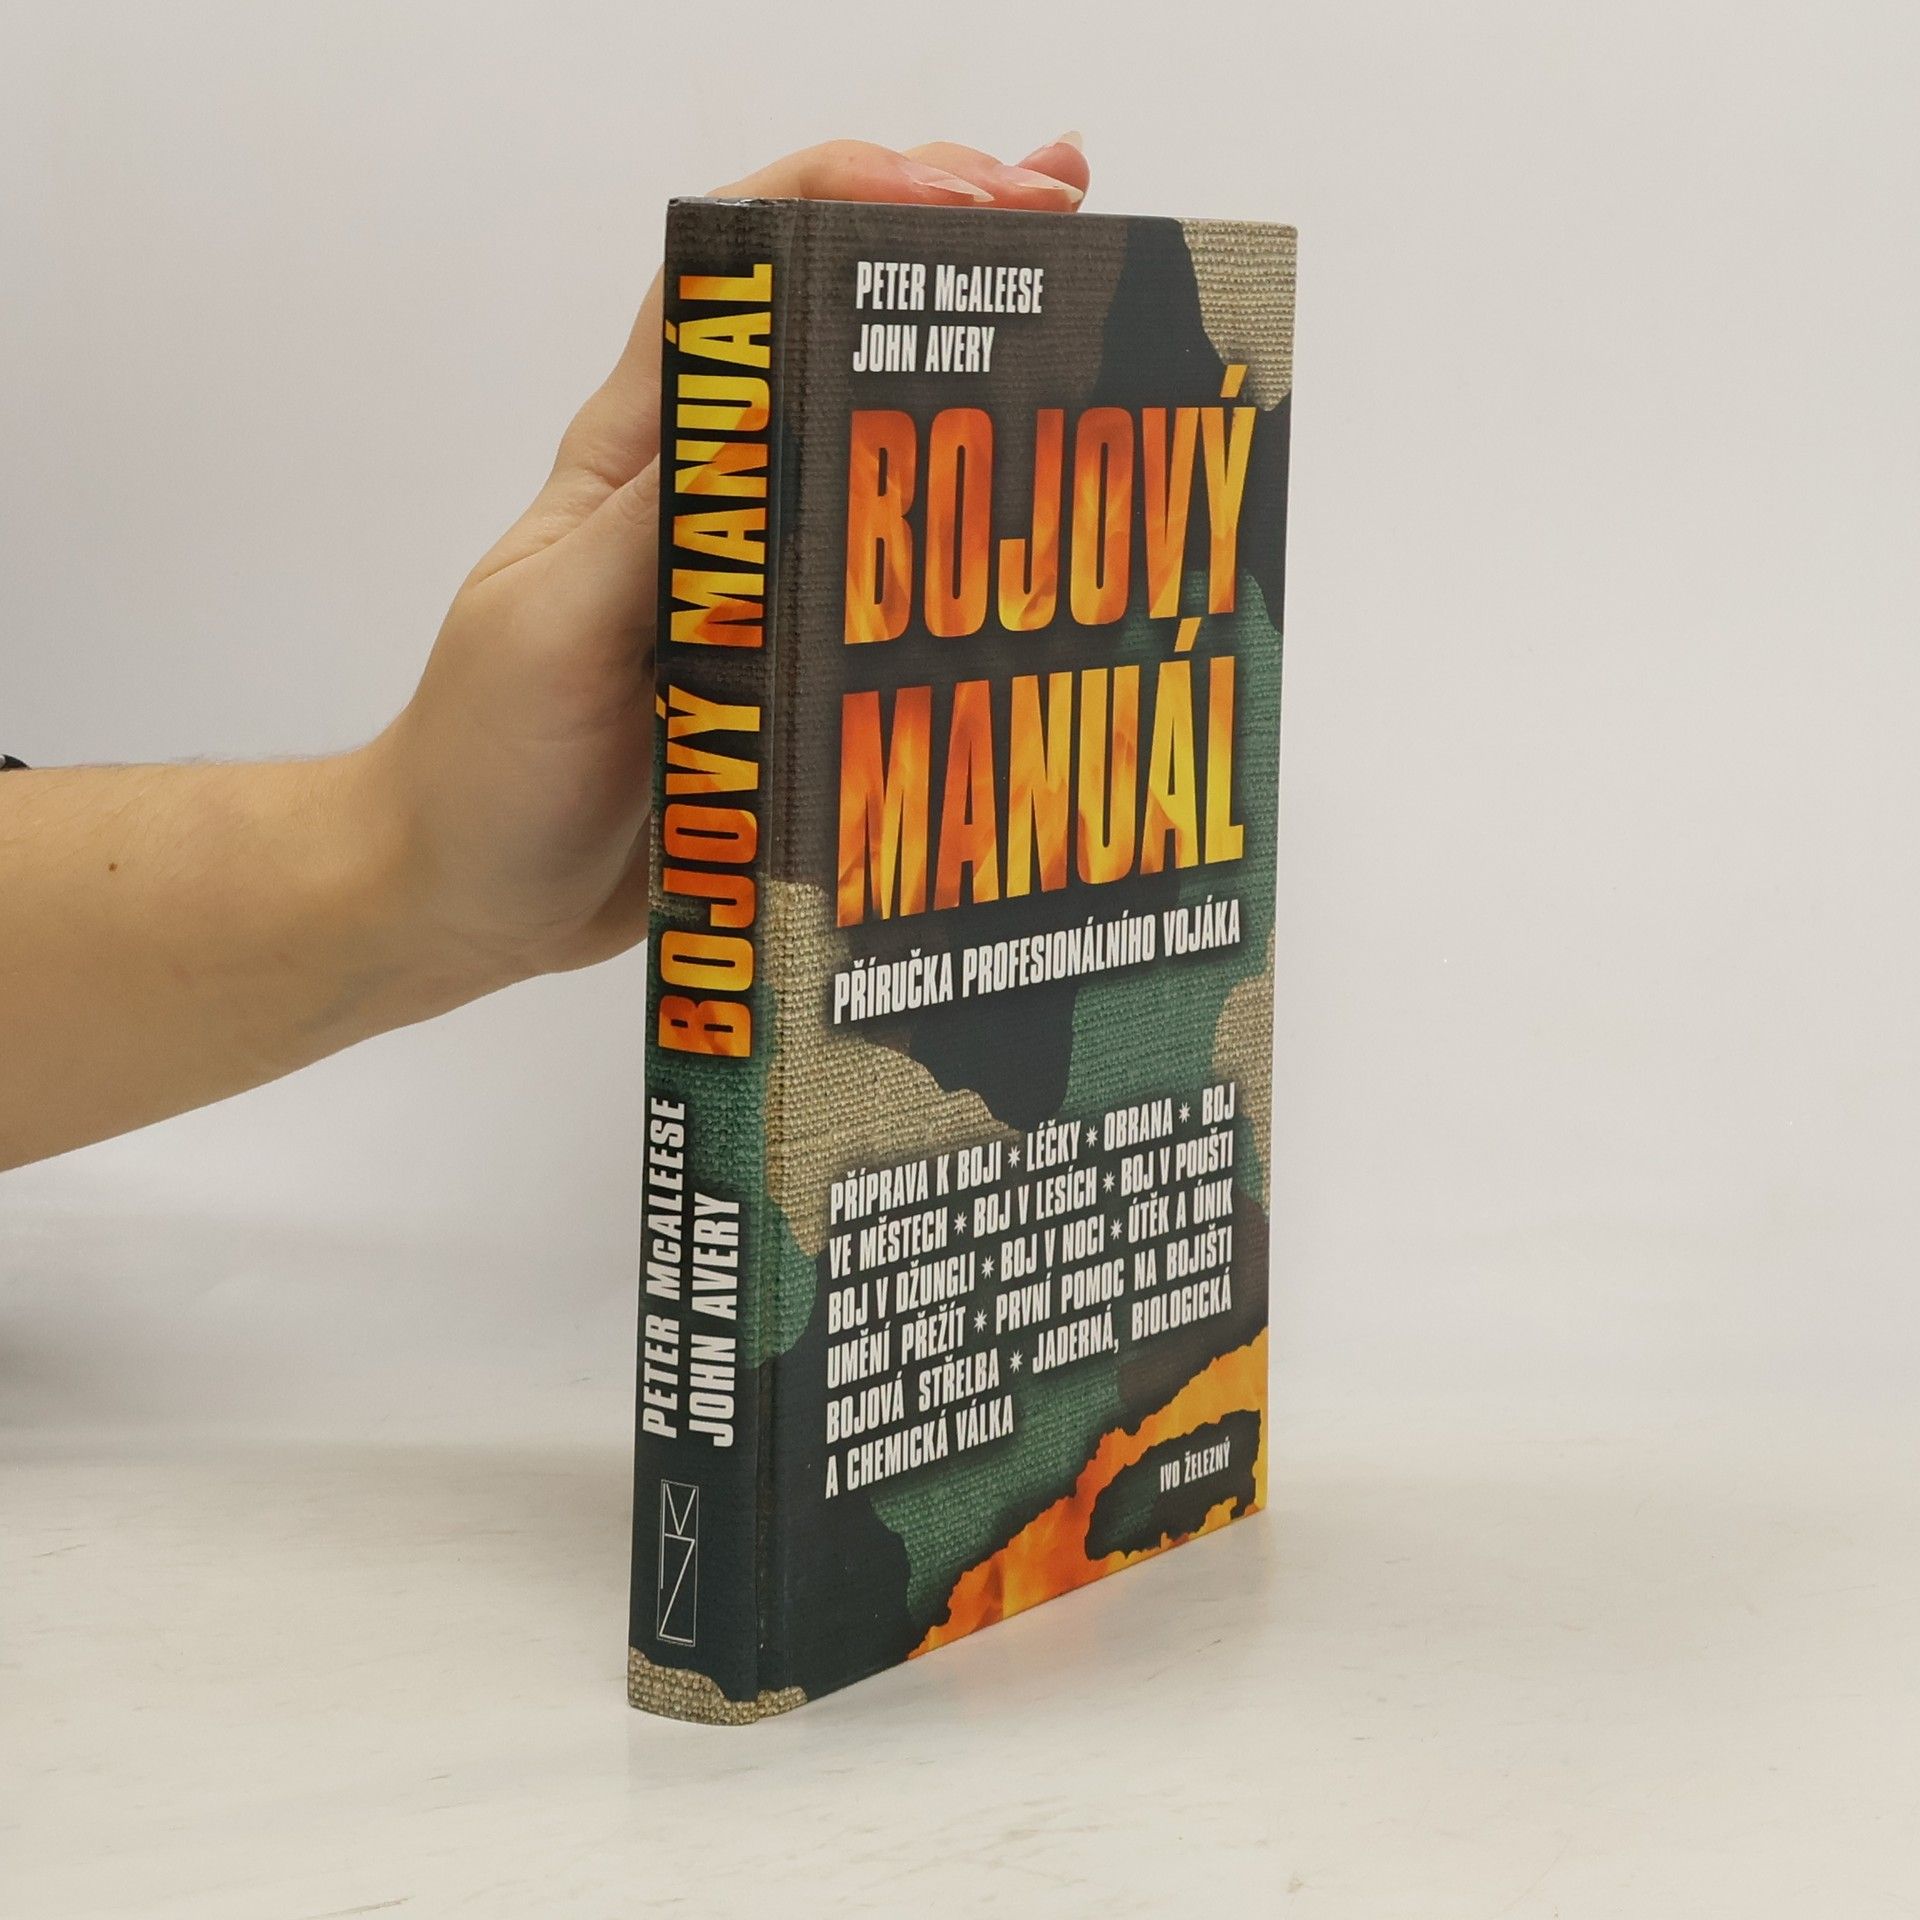 BOJOVÝ MANUÁL
PETER McALEESE
JOHN AVERY
PETER McALEESE
JOHN AVERY
BOJOVÝ
MANUÁL
PŘÍRUČKA PROFESIONÁLNÍHO VOJÁKA
PŘÍPRAVA K BOJI * LÉČKY * OBRANA * BOJ
VE MĚSTECH * BOJ V LESÍCH * BOJ V POUŠTI
BOJ V DŽUNGLI * BOJ V NOCI * ÚTĚK A ÚNIK
UMĚNÍ PŘEŽÍT * PRVNÍ POMOC NA BOJIŠTI
BOJOVÁ STŘELBA * JADERNÁ, BIOLOGICKÁ
A CHEMICKÁ VÁLKA
IVO ŽELEZNÝ